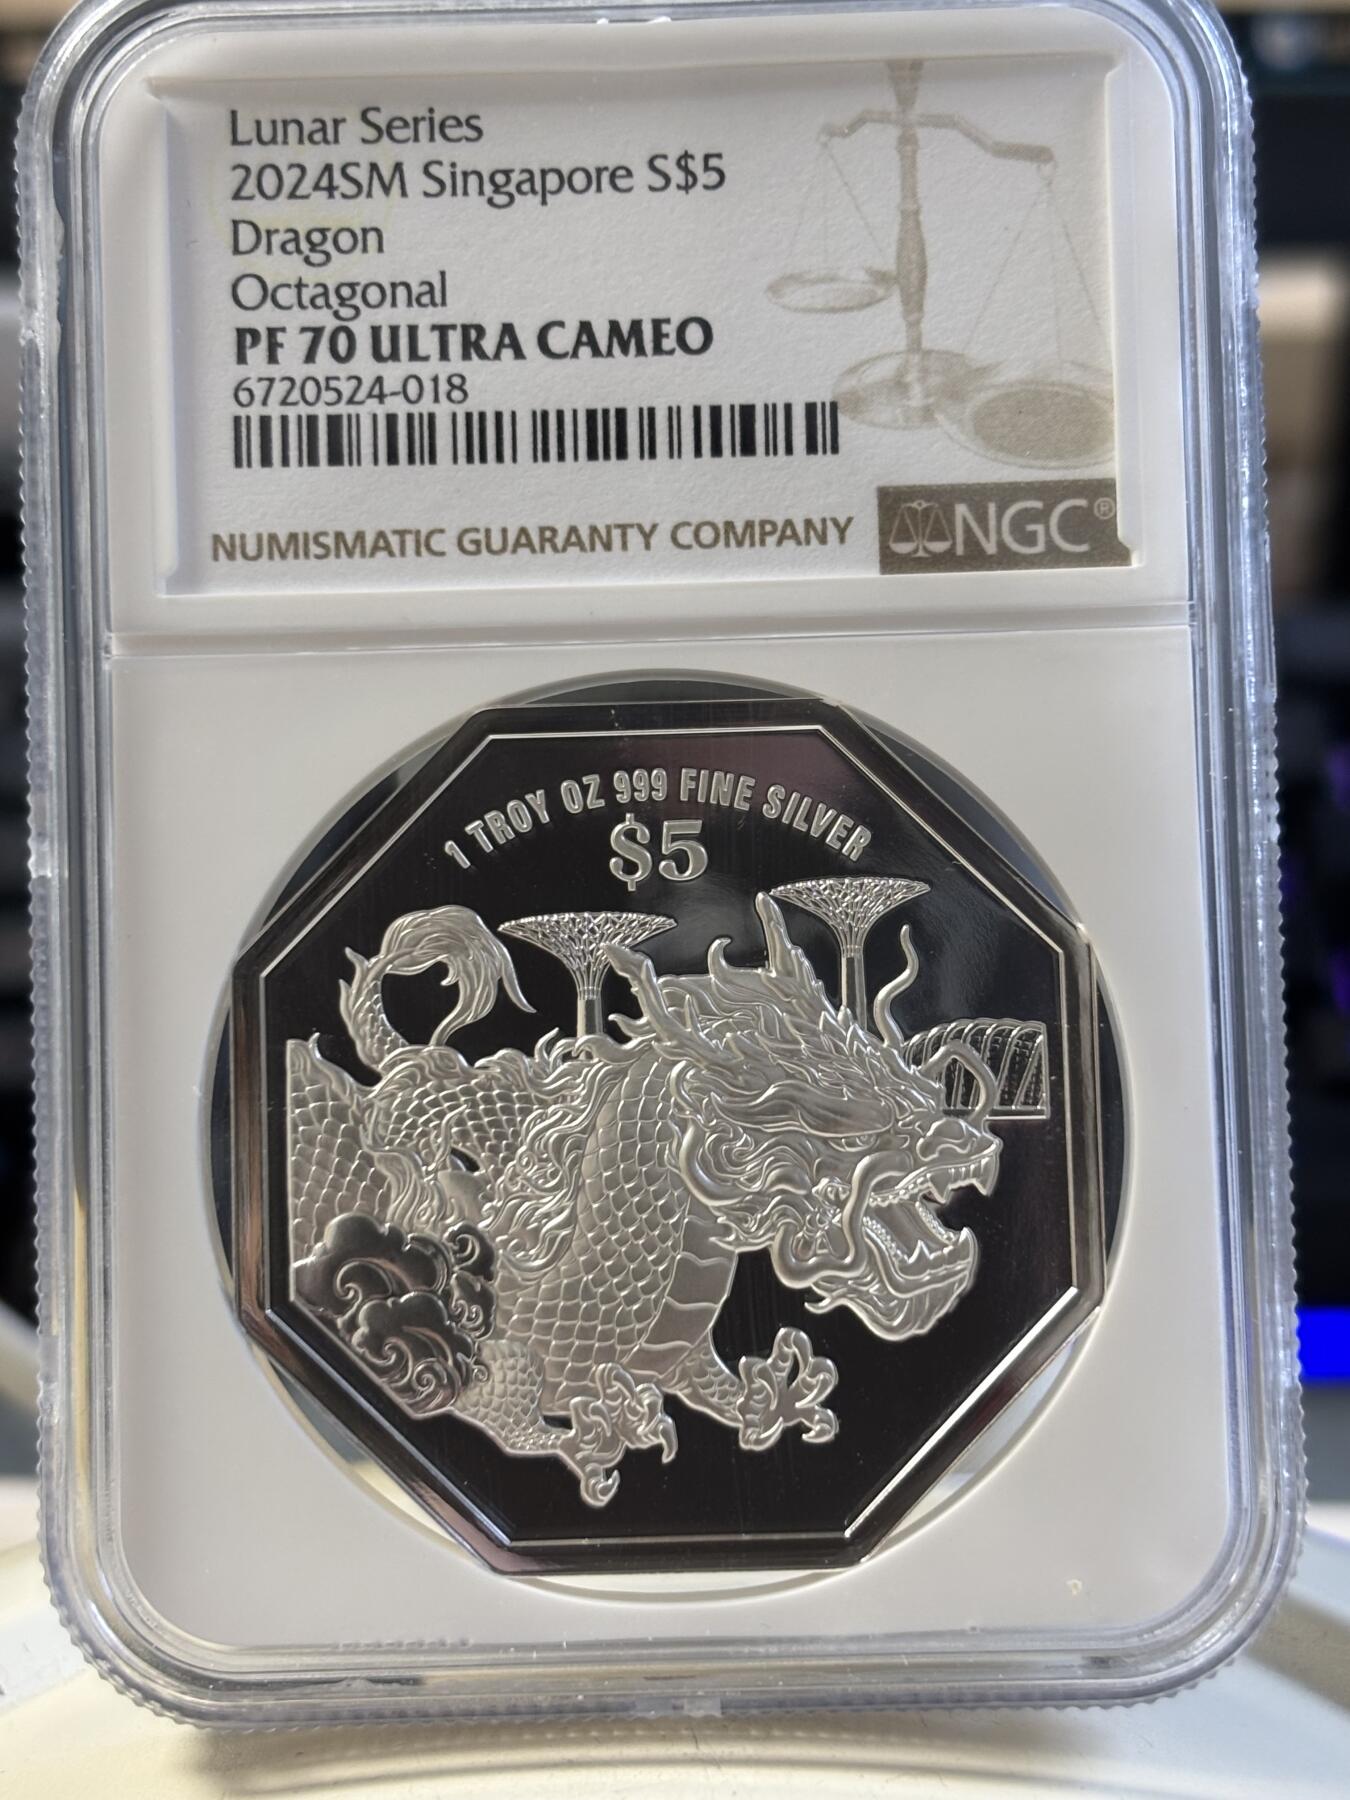 Lunar Series
2024SM Singapore S$5
Dragon
Octagonal
PF 70 ULTRA CAMEO
6720524-018
NUMISMATIC GUARANTY COMPANY
NGC®
1 TROY OZ 999 FINE SILVER
$5